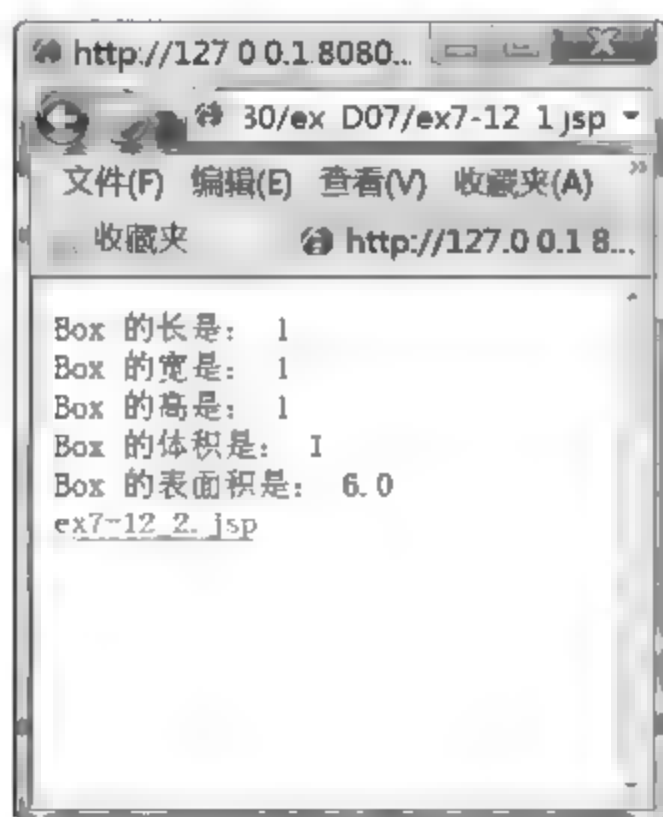 http://127 0 0.1 8080...
30/ex D07/ex7-12 1 jsp
文件(F) 编辑(E) 查看(V) 收藏夹(A) »
收藏夹 http://127.0 0.1 8...
Box 的长是： 1
Box 的宽是： 1
Box 的高是： 1
Box 的体积是： 1
Box 的表面积是： 6.0
ex7-12_2.jsp